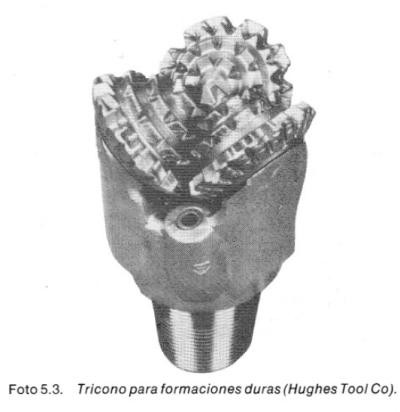 Foto 5.3. Tricono para formaciones duras (Hughes Tool Co).